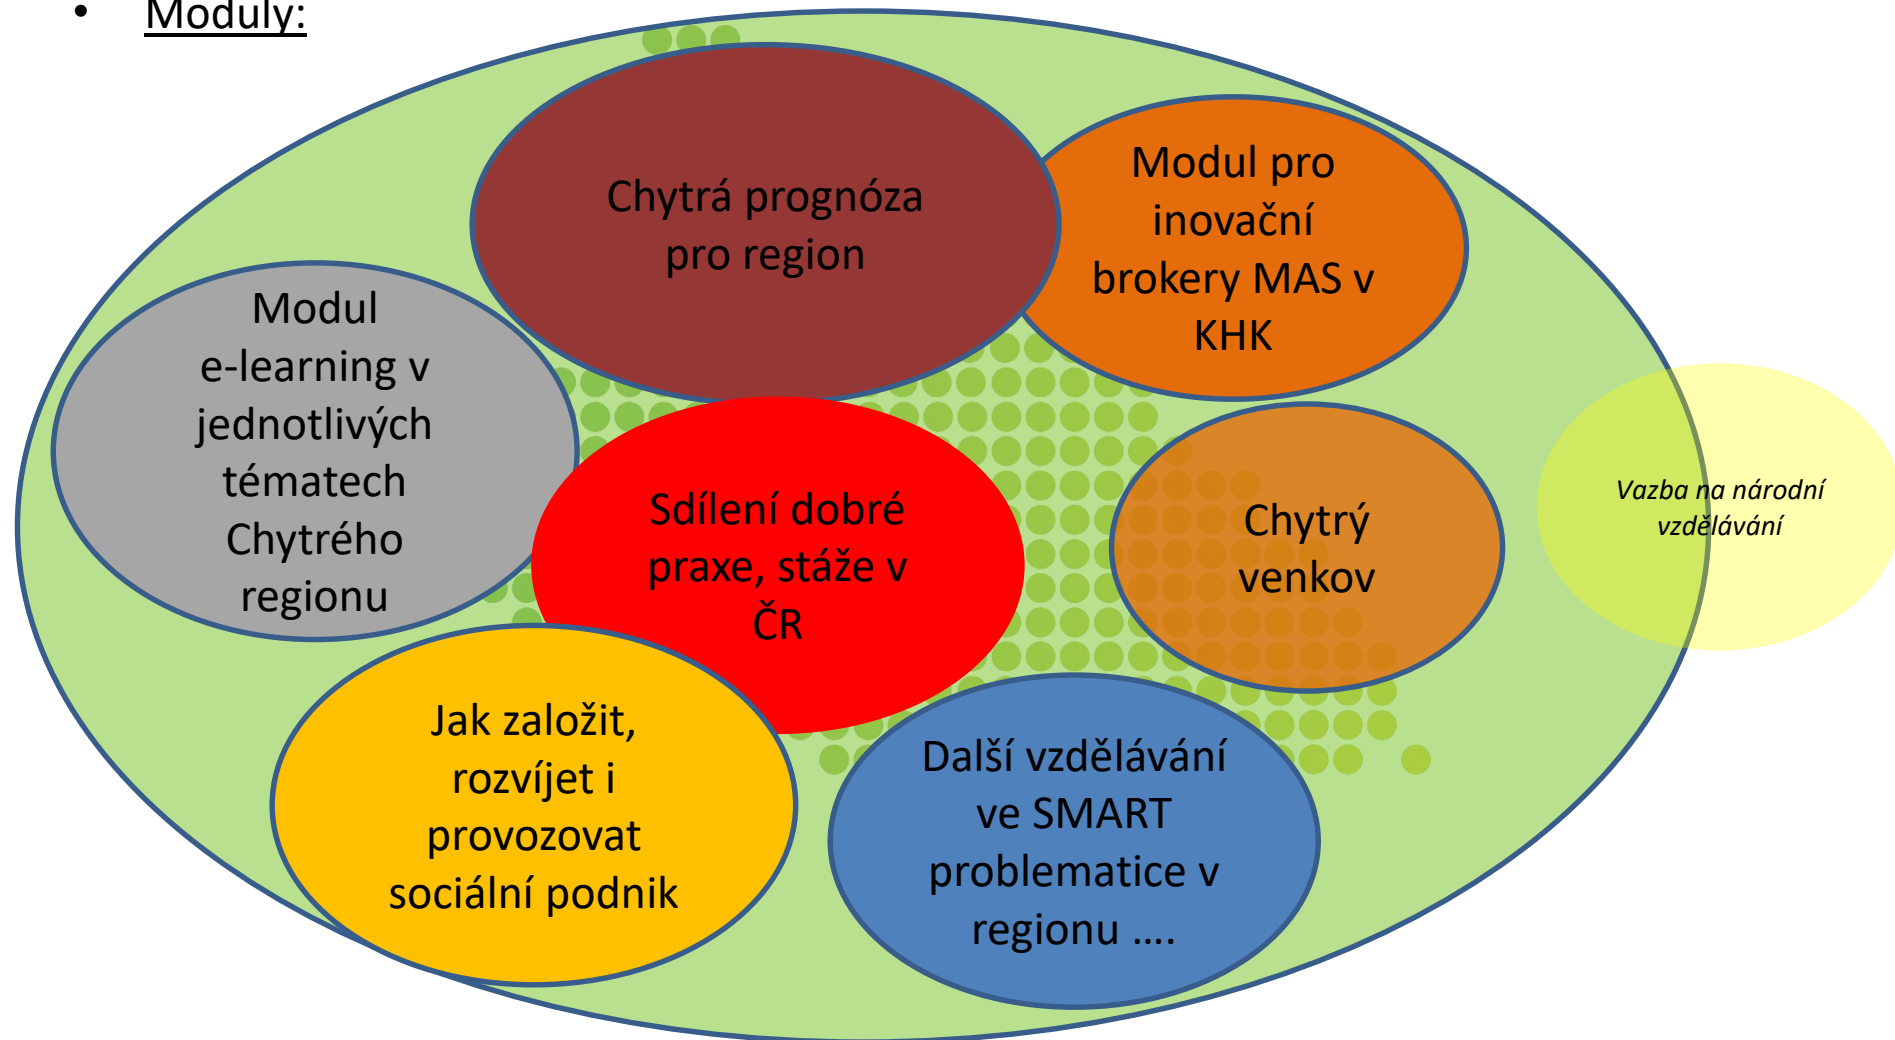 • Moduly:
Chytrá prognóza
pro region
Modul pro
inovační
brokery MAS v
KHK
Modul
e-learning v
jednotlivých
tématech
Chytrého
regionu
Sdílení dobré
praxe, stáže v
ČR
Chytrý
venkov
Vazba na národní
vzdělávání
Jak založit,
rozvíjet i
provozovat
sociální podnik
Další vzdělávání
ve SMART
problematice v
regionu ....